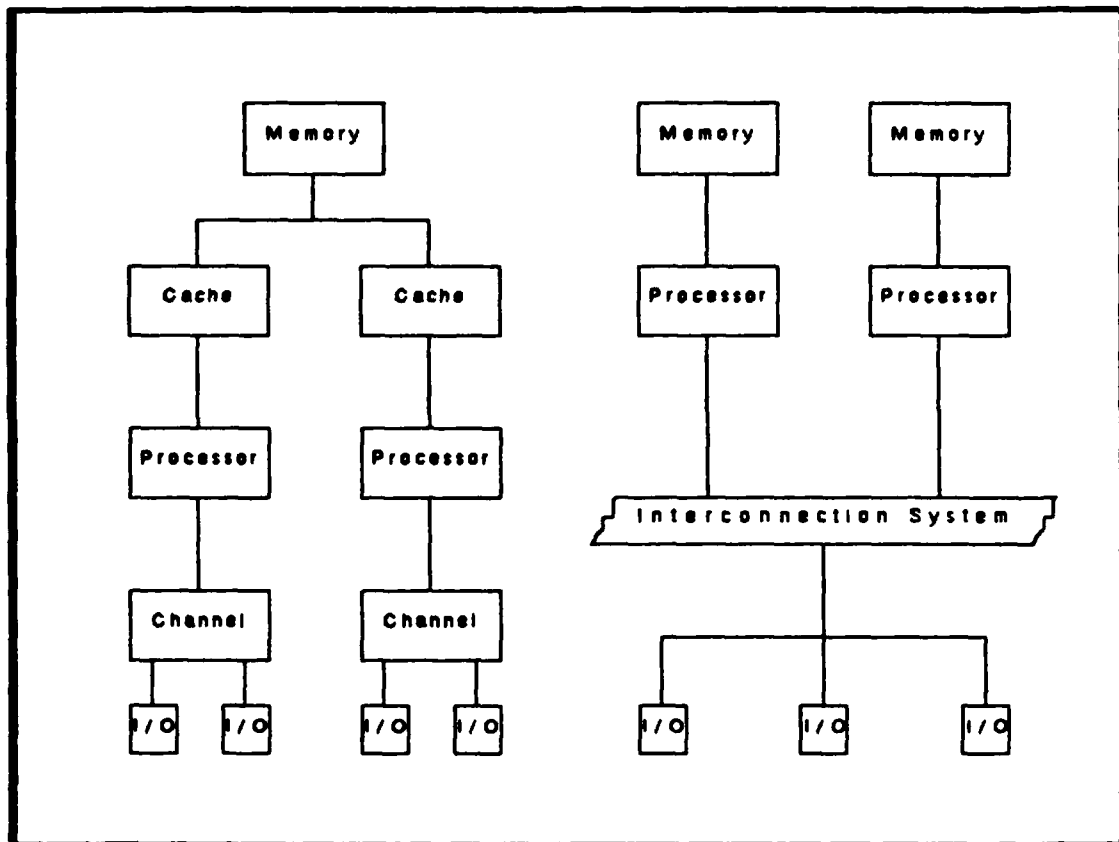 Memory
Memory
Memory
Cache
Cache
Processor
Processor
Processor
Processor
Interconnection System
Channel
Channel
I/O
I/O
I/O
I/O
I/O
I/O
I/O